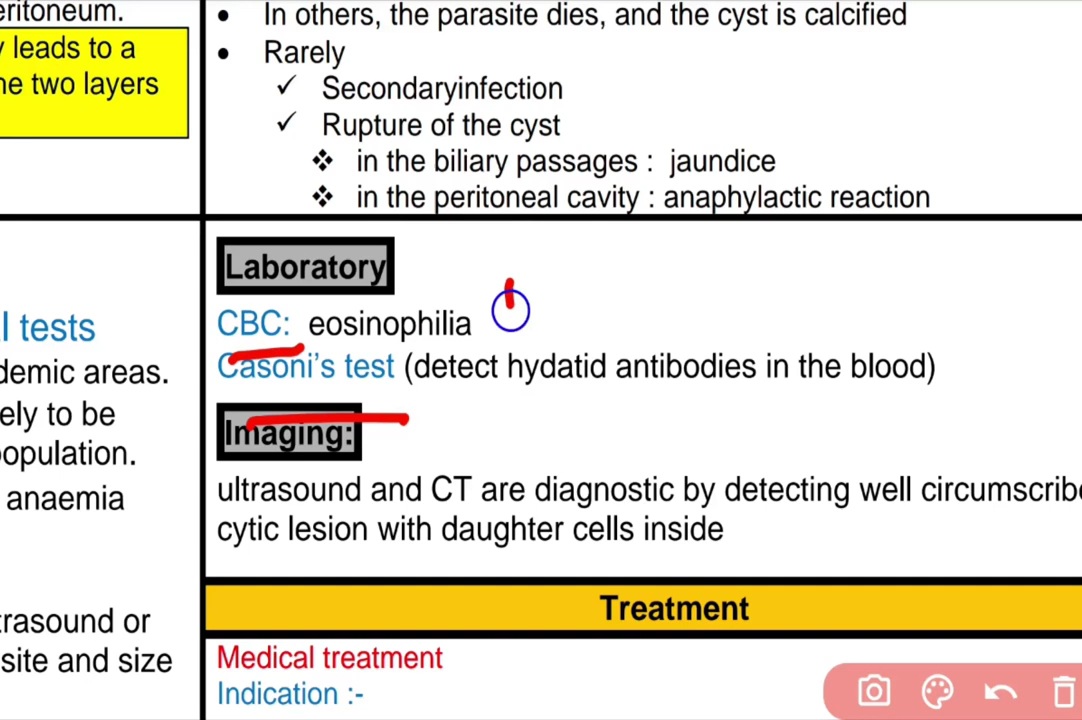 eritoneum.
leads to a
ne two layers
In others, the parasite dies, and the cyst is calcified
Rarely
Secondaryinfection
Rupture of the cyst
in the biliary passages : jaundice
in the peritoneal cavity : anaphylactic reaction
l tests
demic areas.
ely to be
opulation.
anaemia
trasound or
site and size
Laboratory
CBC: eosinophilia
Casoni's test (detect hydatid antibodies in the blood)
Imaging:
ultrasound and CT are diagnostic by detecting well circumscribe
cytic lesion with daughter cells inside
Treatment
Medical treatment
Indication :-